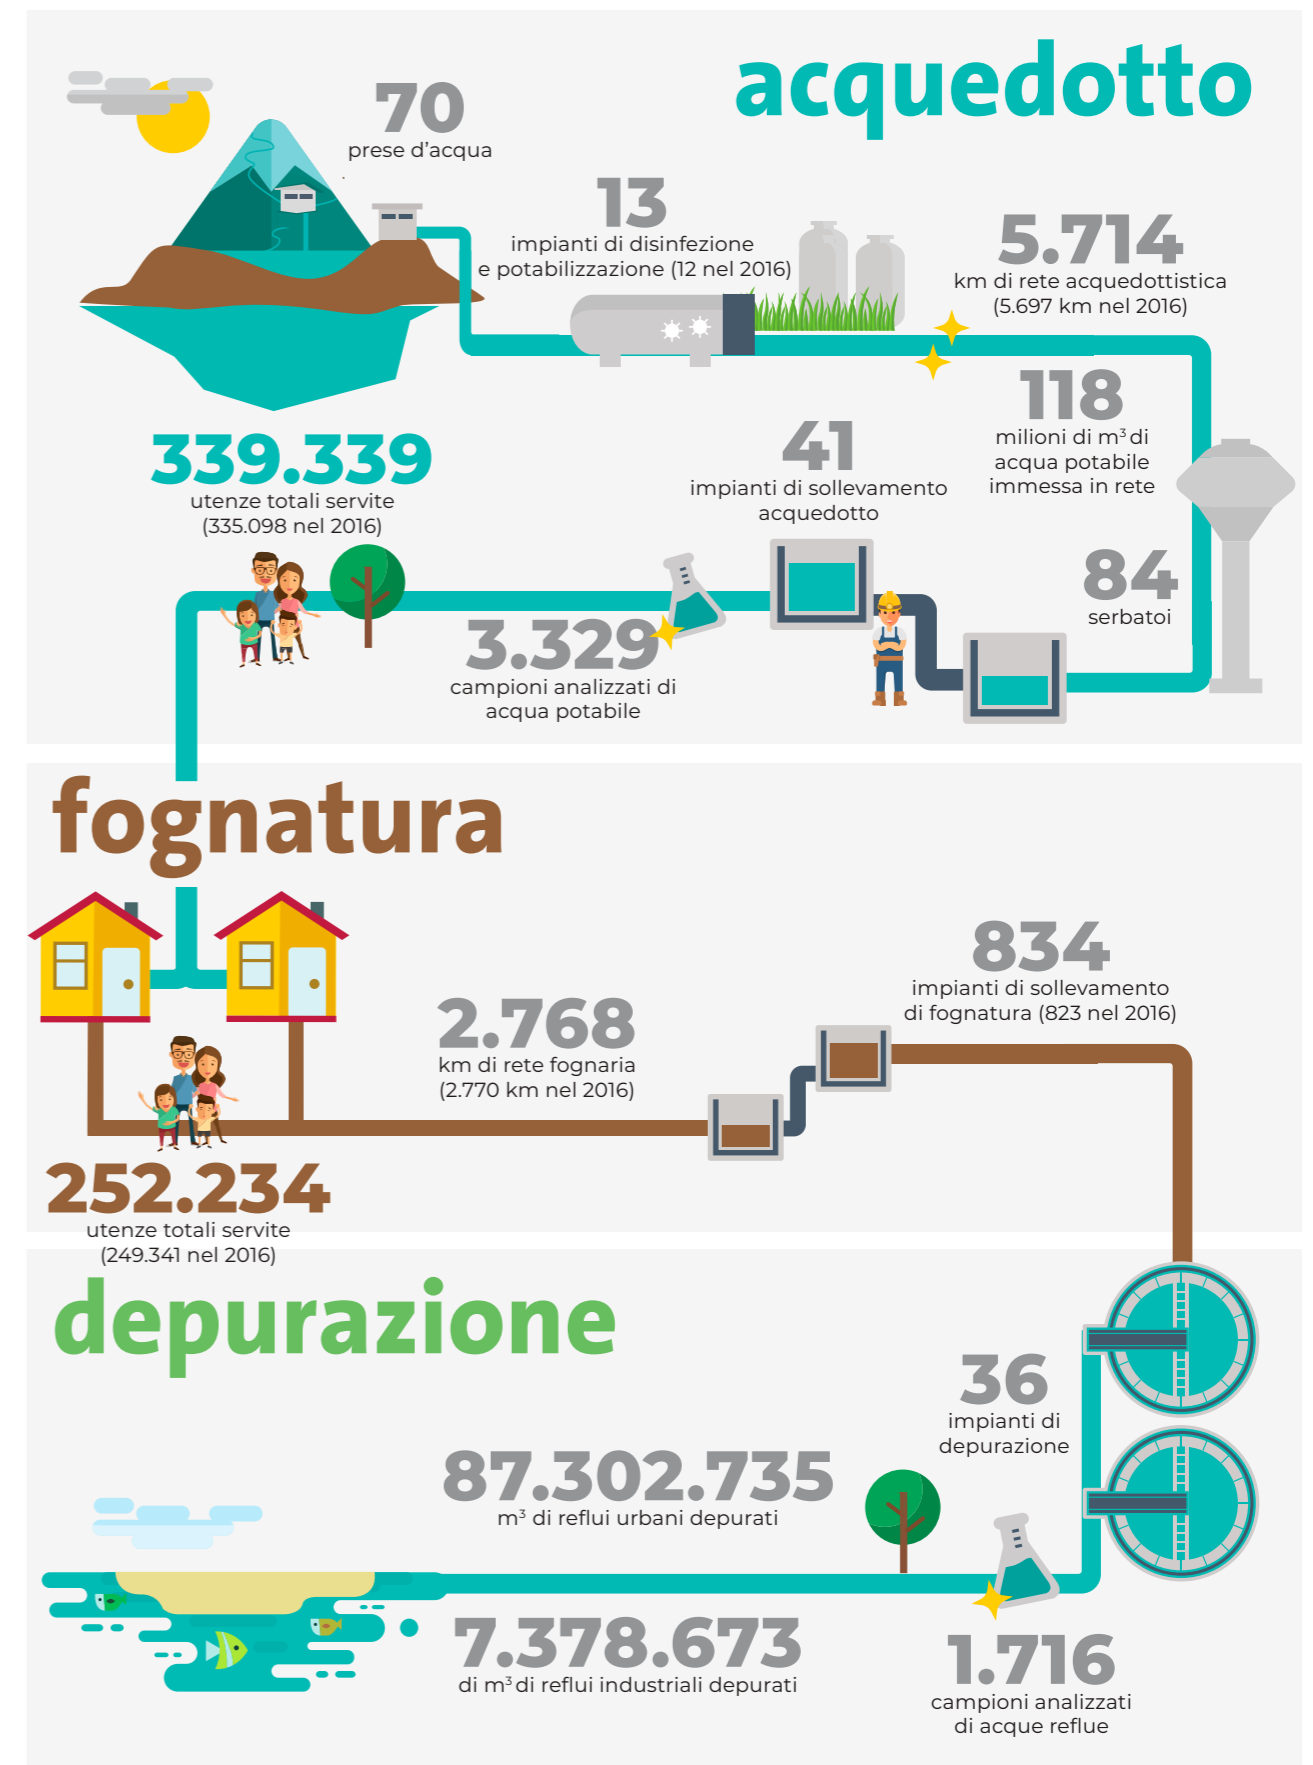 acquedotto
70
prese d'acqua
13
impianti di disinfezione
e potabilizzazione (12 nel 2016)
5.714
km di rete acquedottistica
(5.697 km nel 2016)
118
milioni di m³ di
acqua potabile
immessa in rete
339.339
utenze totali servite
(335.098 nel 2016)
41
impianti di sollevamento
acquedotto
84
serbatoi
3.329
campioni analizzati di
acqua potabile
fognatura
834
impianti di sollevamento
di fognatura (823 nel 2016)
2.768
km di rete fognaria
(2.770 km nel 2016)
252.234
utenze totali servite
(249.341 nel 2016)
depurazione
36
impianti di
depurazione
87.302.735
m³ di reflui urbani depurati
7.378.673
di m³ di reflui industriali depurati
1.716
campioni analizzati
di acque reflue